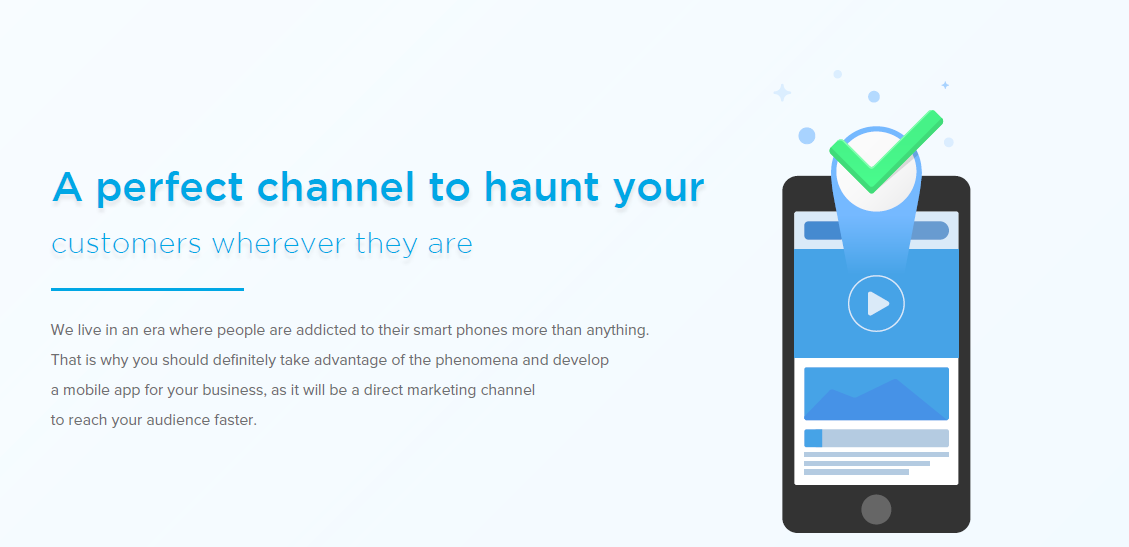 A perfect channel to haunt your
customers wherever they are
We live in an era where people are addicted to their smart phones more than anything.
That is why you should definitely take advantage of the phenomena and develop
a mobile app for your business, as it will be a direct marketing channel
to reach your audience faster.